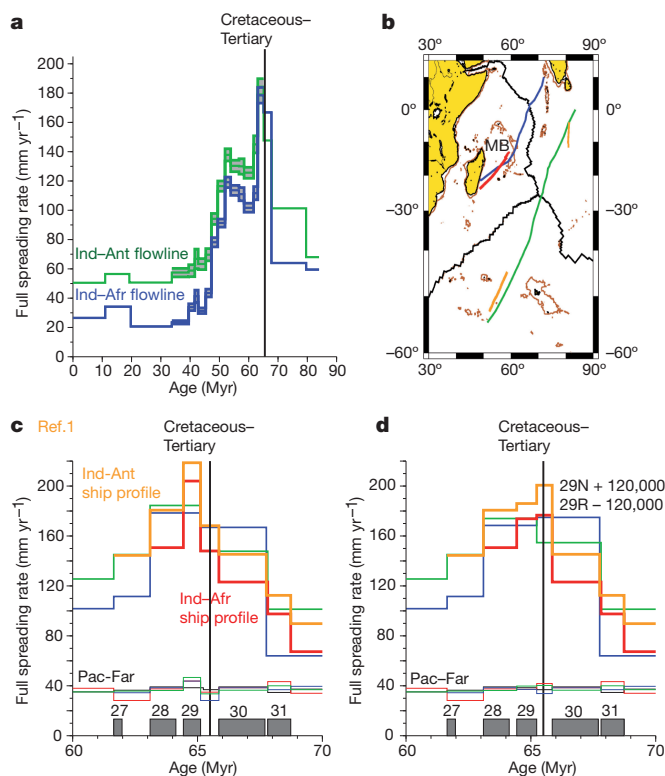 a
Cretaceous–
Tertiary
Full spreading rate (mm yr⁻¹)
200
180
160
140
120
100
80
60
40
20
0
Ind–Ant flowline
Ind–Afr flowline
0 10 20 30 40 50 60 70 80 90
Age (Myr)
b
30° 60° 90°
0° 0°
MB
–30° –30°
–60° –60°
30° 60° 90°
c Ref.1
Cretaceous–
Tertiary
Full spreading rate (mm yr⁻¹)
200
160
120
80
40
0
Ind-Ant
ship profile
Ind–Afr
ship profile
Pac-Far
27 28 29 30 31
60 65 70
Age (Myr)
d
Cretaceous–
Tertiary
29N + 120,000
29R – 120,000
Full spreading rate (mm yr⁻¹)
200
160
120
80
40
0
Pac–Far
27 28 29 30 31
60 65 70
Age (Myr)